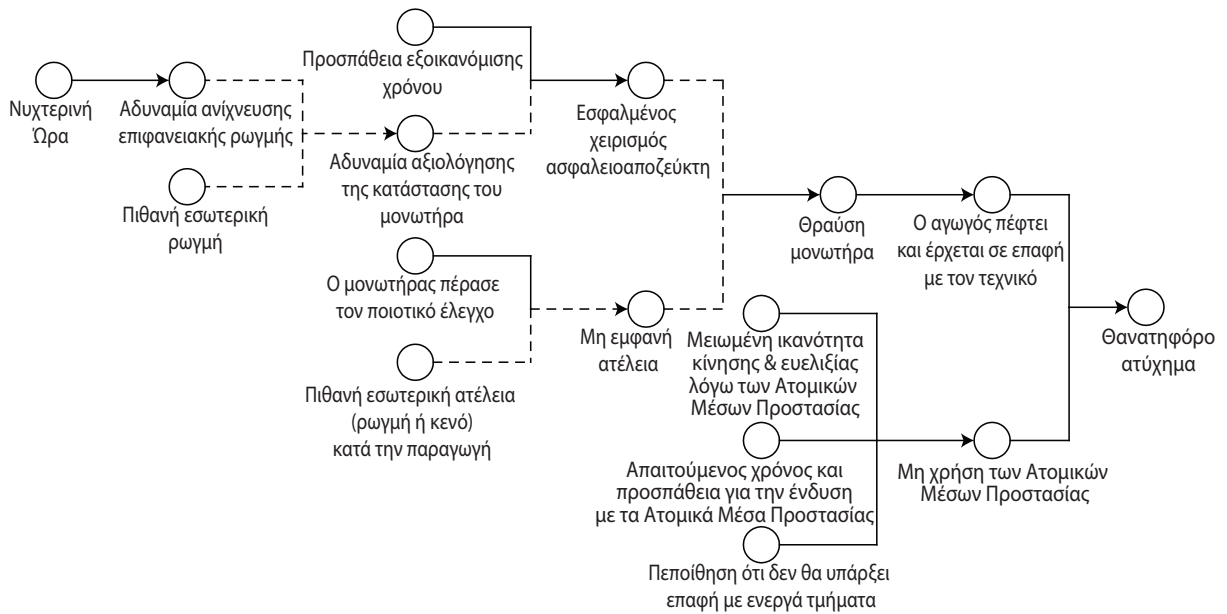 Προσπάθεια εξοικανόμισης
χρόνου
Νυχτερινή
Ώρα
Αδυναμία ανίχνευσης
επιφανειακής ρωγμής
Εσφαλμένος
χειρισμός
ασφαλειοαποζεύκτη
Αδυναμία αξιολόγησης
της κατάστασης του
μονωτήρα
Πιθανή εσωτερική
ρωγμή
Θραύση
μονωτήρα
Ο αγωγός πέφτει
και έρχεται σε επαφή
με τον τεχνικό
Ο μονωτήρας πέρασε
τον ποιοτικό έλεγχο
Μη εμφανή
ατέλεια
Μειωμένη ικανότητα
κίνησης & ευελιξίας
λόγω των Ατομικών
Μέσων Προστασίας
Θανατηφόρο
ατύχημα
Πιθανή εσωτερική ατέλεια
(ρωγμή ή κενό)
κατά την παραγωγή
Απαιτούμενος χρόνος και
προσπάθεια για την ένδυση
με τα Ατομικά Μέσα Προστασίας
Μη χρήση των Ατομικών
Μέσων Προστασίας
Πεποίθηση ότι δεν θα υπάρξει
επαφή με ενεργά τμήματα